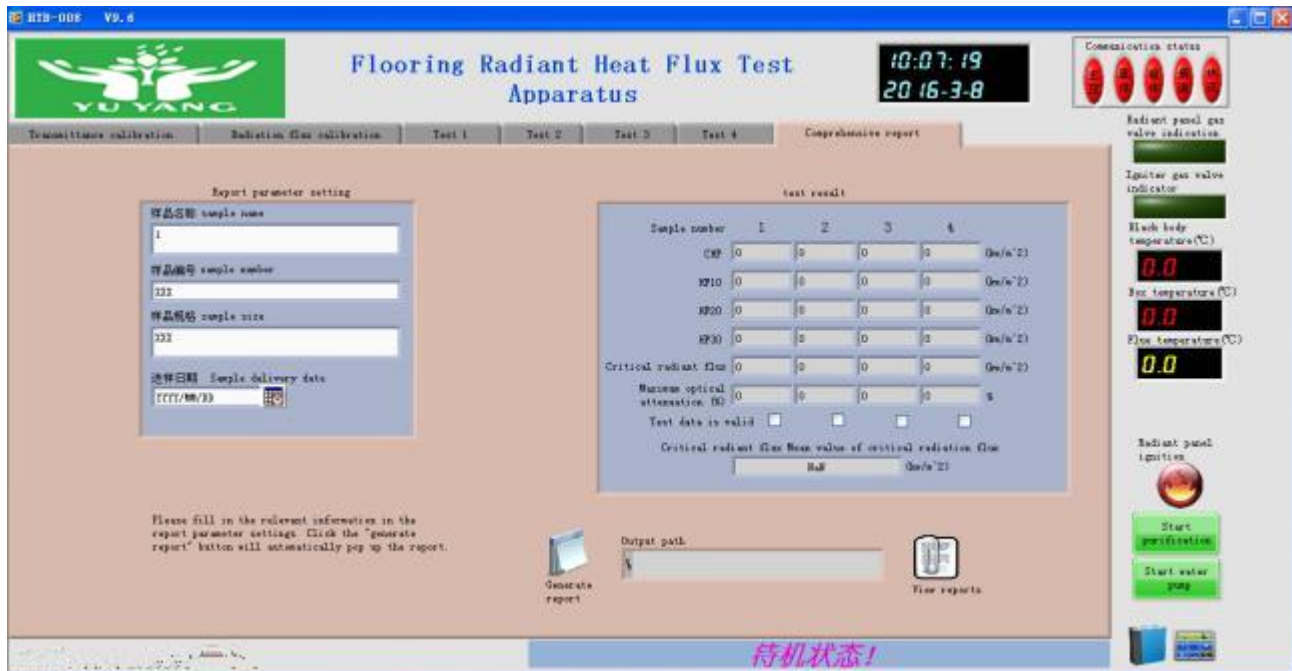 HTB-008 V9.6
YU YANG
Flooring Radiant Heat Flux Test
Apparatus
10:07:19
2016-3-8
Communication status
Transmittance calibration
Radiation flux calibration
Test 1
Test 2
Test 3
Test 4
Comprehensive report
Report parameter setting
样品名称 sample name
1
样品编号 sample number
样品规格 sample size
送样日期 Sample delivery date
YYYY/MM/DD
test result
Sample number 1 2 3 4
CHF 0 0 0 0 (kw/m^2)
HF10 0 0 0 0 (kw/m^2)
HF20 0 0 0 0 (kw/m^2)
HF30 0 0 0 0 (kw/m^2)
Critical radiant flux 0 0 0 0 (kw/m^2)
Maximum optical
attenuation (%) 0 0 0 0 %
Test data is valid
Critical radiant flux Mean value of critical radiation flux
NaN (kw/m^2)
Please fill in the relevant information in the
report parameter settings. Click the "generate
report" button will automatically pop up the report.
Generate
report
Output path
View reports
Radiant panel gas
valve indication
Igniter gas valve
indicator
Black body
temperature(℃)
0.0
Box temperature(℃)
0.0
Flue temperature(℃)
0.0
Radiant panel
ignition
Start
purification
Start water
pump
待机状态!